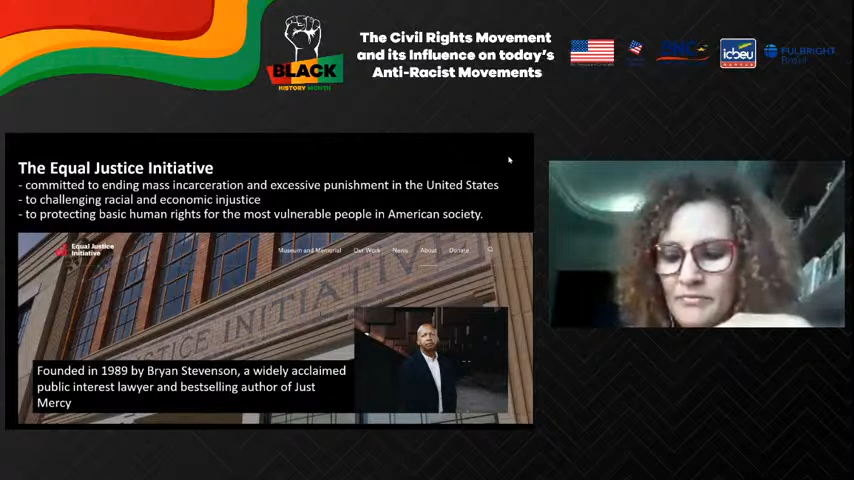 BLACK
HISTORY MONTH
The Civil Rights Movement
and its Influence on today's
Anti-Racist Movements
icbeu
FULBRIGHT
Brasil
The Equal Justice Initiative
- committed to ending mass incarceration and excessive punishment in the United States
- to challenging racial and economic injustice
- to protecting basic human rights for the most vulnerable people in American society.
Equal Justice
Initiative
Museum and Memorial Our Work News About Donate
JUSTICE INITIATIVE
Founded in 1989 by Bryan Stevenson, a widely acclaimed
public interest lawyer and bestselling author of Just
Mercy